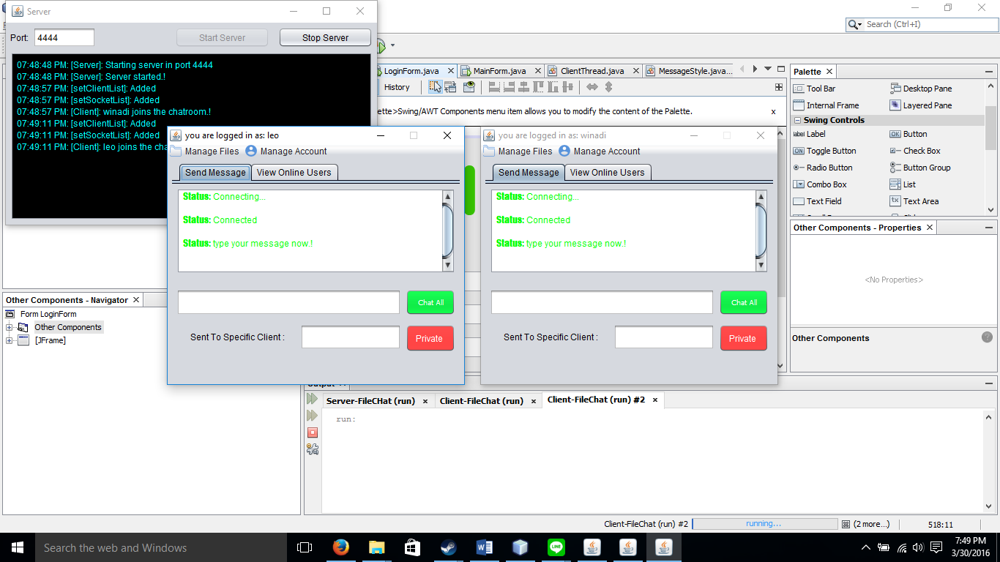 Server
Port: 4444 Start Server Stop Server
07:48:48 PM: [Server]: Starting server in port 4444
07:48:48 PM: [Server]: Server started.!
07:48:57 PM: [setClientList]: Added
07:48:57 PM: [setSocketList]: Added
07:48:57 PM: [Client]: winadi joins the chatroom.!
07:49:11 PM: [setClientList]: Added
07:49:11 PM: [setSocketList]: Added
07:49:11 PM: [Client]: leo joins the cha
Search (Ctrl+I)
LoginForm.java MainForm.java ClientThread.java MessageStyle.java...
History
ette>Swing/AWT Components menu item allows you to modify the content of the Palette. x
you are logged in as: leo
Manage Files Manage Account
Send Message View Online Users
Status: Connecting...
Status: Connected
Status: type your message now.!
Chat All
Sent To Specific Client : Private
you are logged in as: winadi
Manage Files Manage Account
Send Message View Online Users
Status: Connecting...
Status: Connected
Status: type your message now.!
Chat All
Sent To Specific Client : Private
Palette
Tool Bar Desktop Pane
Internal Frame Layered Pane
Swing Controls
Label Button
Toggle Button Check Box
Radio Button Button Group
Combo Box List
Text Field Text Area
Other Components - Properties
<No Properties>
Other Components
Other Components - Navigator
Form LoginForm
Other Components
[JFrame]
Output
Server-FileCHat (run) Client-FileChat (run) Client-FileChat (run) #2
run:
Client-FileChat (run) #2 running... (2 more...) 518:11
Search the web and Windows
LINE
7:49 PM
3/30/2016